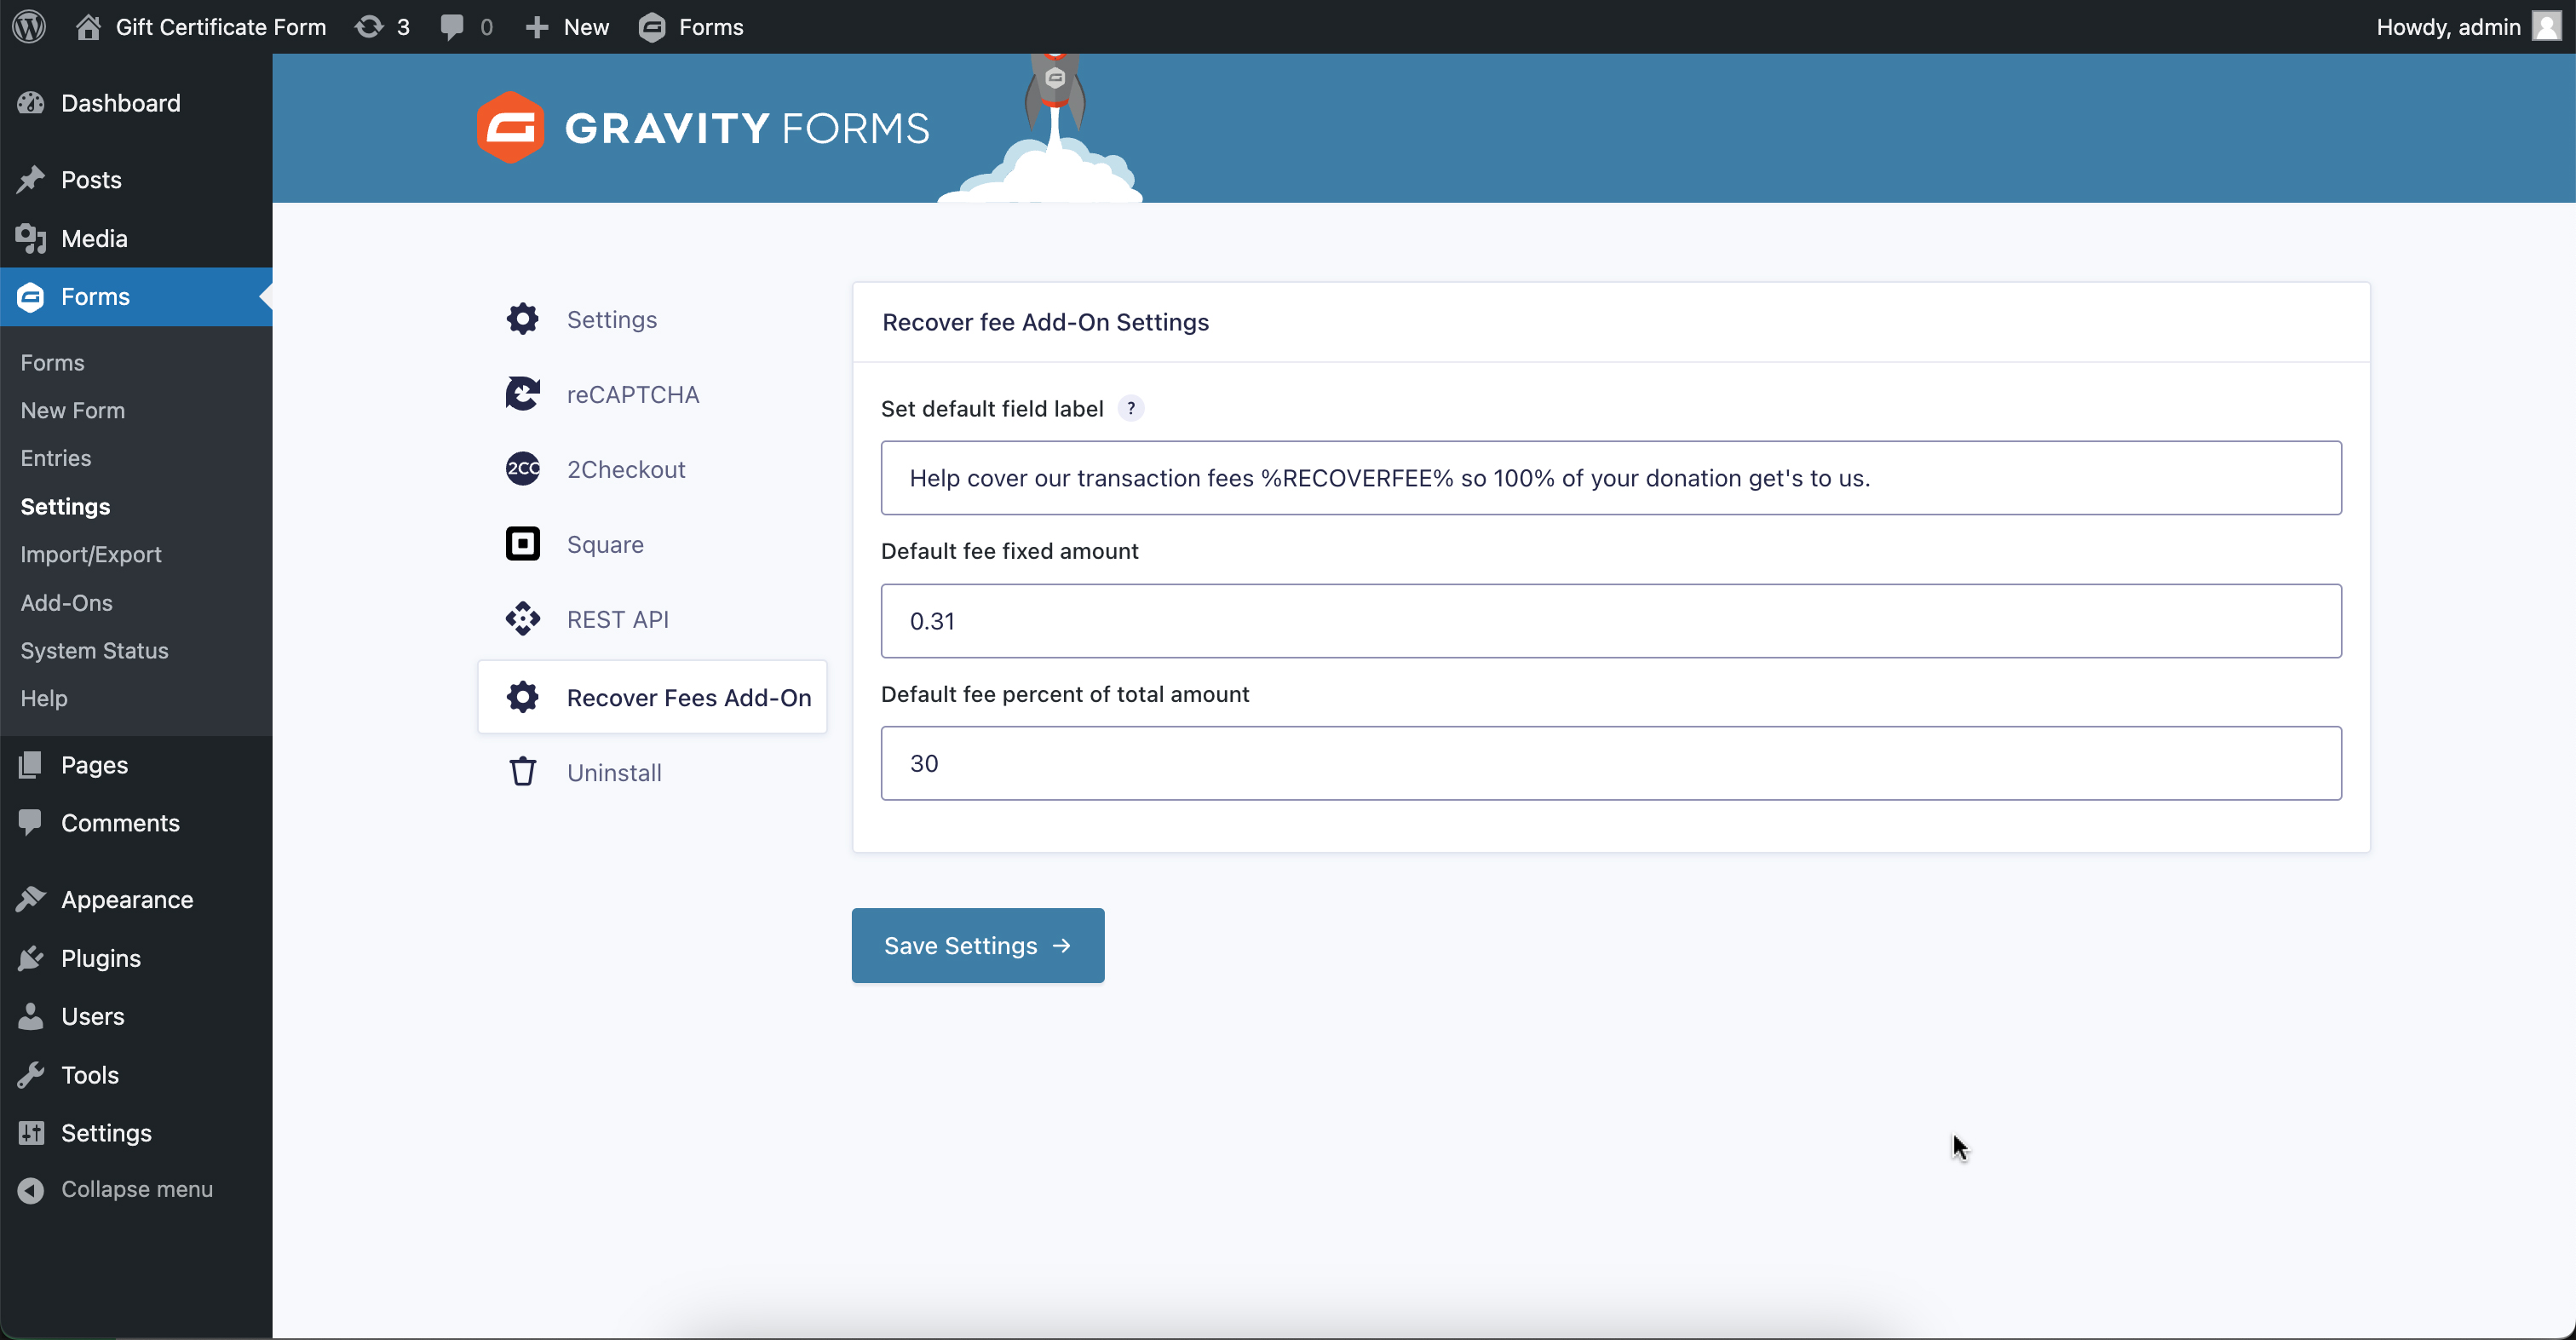 Gift Certificate Form
3
0
New
Forms
Howdy, admin
Dashboard
Posts
Media
Forms
Forms
New Form
Entries
Settings
Import/Export
Add-Ons
System Status
Help
Pages
Comments
Appearance
Plugins
Users
Tools
Settings
Collapse menu
GRAVITY FORMS
Settings
reCAPTCHA
2CO
2Checkout
Square
REST API
Recover Fees Add-On
Uninstall
Recover fee Add-On Settings
Set default field label ?
Help cover our transaction fees %RECOVERFEE% so 100% of your donation get's to us.
Default fee fixed amount
0.31
Default fee percent of total amount
30
Save Settings →